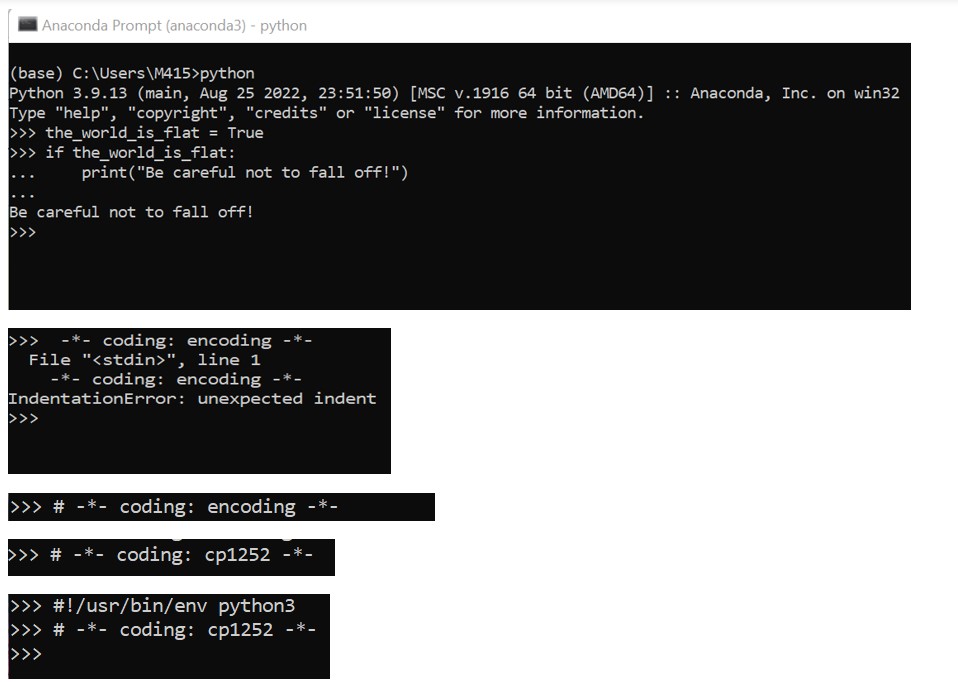 Anaconda Prompt (anaconda3) - python
(base) C:\Users\M415>python
Python 3.9.13 (main, Aug 25 2022, 23:51:50) [MSC v.1916 64 bit (AMD64)] :: Anaconda, Inc. on win32
Type "help", "copyright", "credits" or "license" for more information.
>>> the_world_is_flat = True
>>> if the_world_is_flat:
...     print("Be careful not to fall off!")
...
Be careful not to fall off!
>>>
>>>  -*- coding: encoding -*-
  File "<stdin>", line 1
    -*- coding: encoding -*-
IndentationError: unexpected indent
>>>
>>> # -*- coding: encoding -*-
>>> # -*- coding: cp1252 -*-
>>> #!/usr/bin/env python3
>>> # -*- coding: cp1252 -*-
>>>